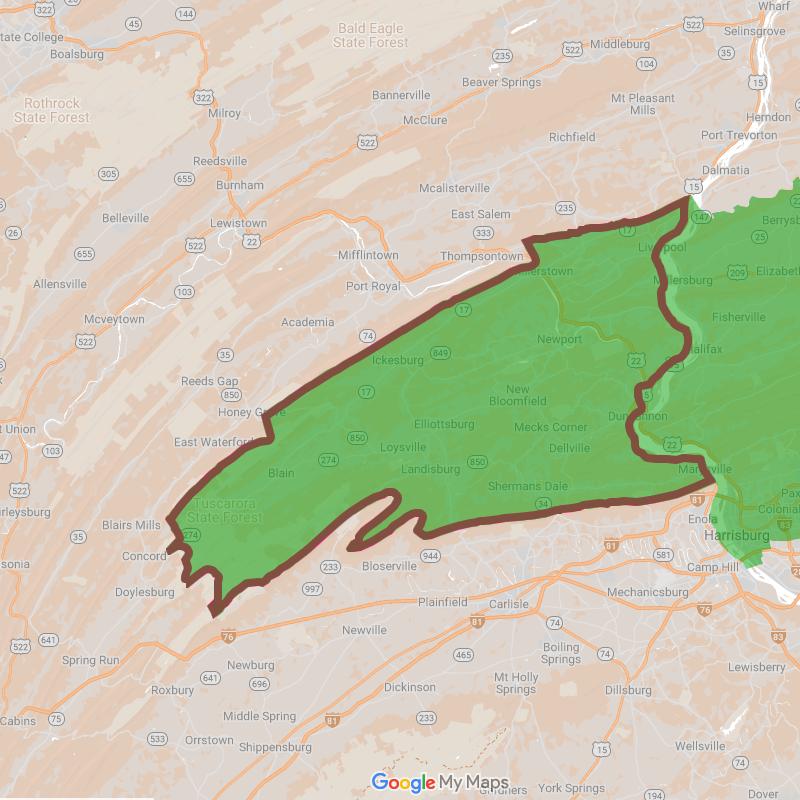 Wharf
144
Bald Eagle
State Forest
522
Selinsgrove
State College
45
Middleburg
35
Boalsburg
522
235
104
Beaver Springs
15
322
Bannerville
Mt Pleasant
Mills
Rothrock
State Forest
Milroy
McClure
Herndon
522
Richfield
Port Trevorton
Reedsville
305
655
Burnham
Dalmatia
Mcalisterville
15
Belleville
Lewistown
East Salem
235
147
26
522
22
333
17
25
655
Mifflintown
Thompsontown
Liverpool
Allensville
103
Port Royal
Millersburg
209
Mcveytown
17
Fisherville
Academia
522
74
Newport
35
Ickesburg
849
22
Halifax
Reeds Gap
850
17
New
Bloomfield
Honey Grove
Duncannon
Elliottsburg
Mecks Corner
Union
East Waterford
850
22
103
Loysville
Dellville
274
850
Blain
Landisburg
Marysville
522
Shermans Dale
Tuscarora
State Forest
34
81
Blairs Mills
Enola
Colonial
35
274
81
Harrisburg
Concord
944
581
233
Bloserville
Camp Hill
Doylesburg
997
Mechanicsburg
Plainfield
Carlisle
76
81
74
76
83
641
Newville
522
Boiling
Springs
74
Spring Run
Newburg
465
641
Lewisberry
Roxbury
696
Dickinson
Mt Holly
Springs
Dillsburg
Cabins
75
Middle Spring
81
233
533
Orrstown
Shippensburg
15
Wellsville
74
Google My Maps
York Springs
194
Dover